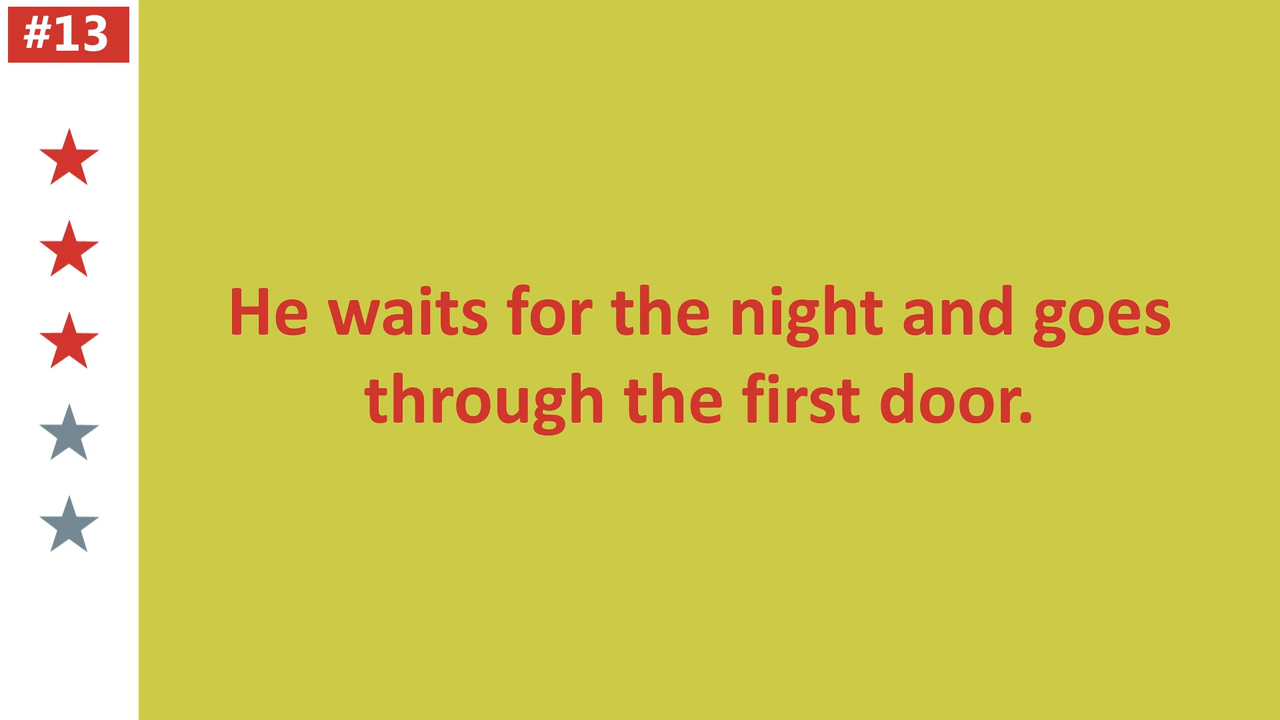 #13
He waits for the night and goes
through the first door.